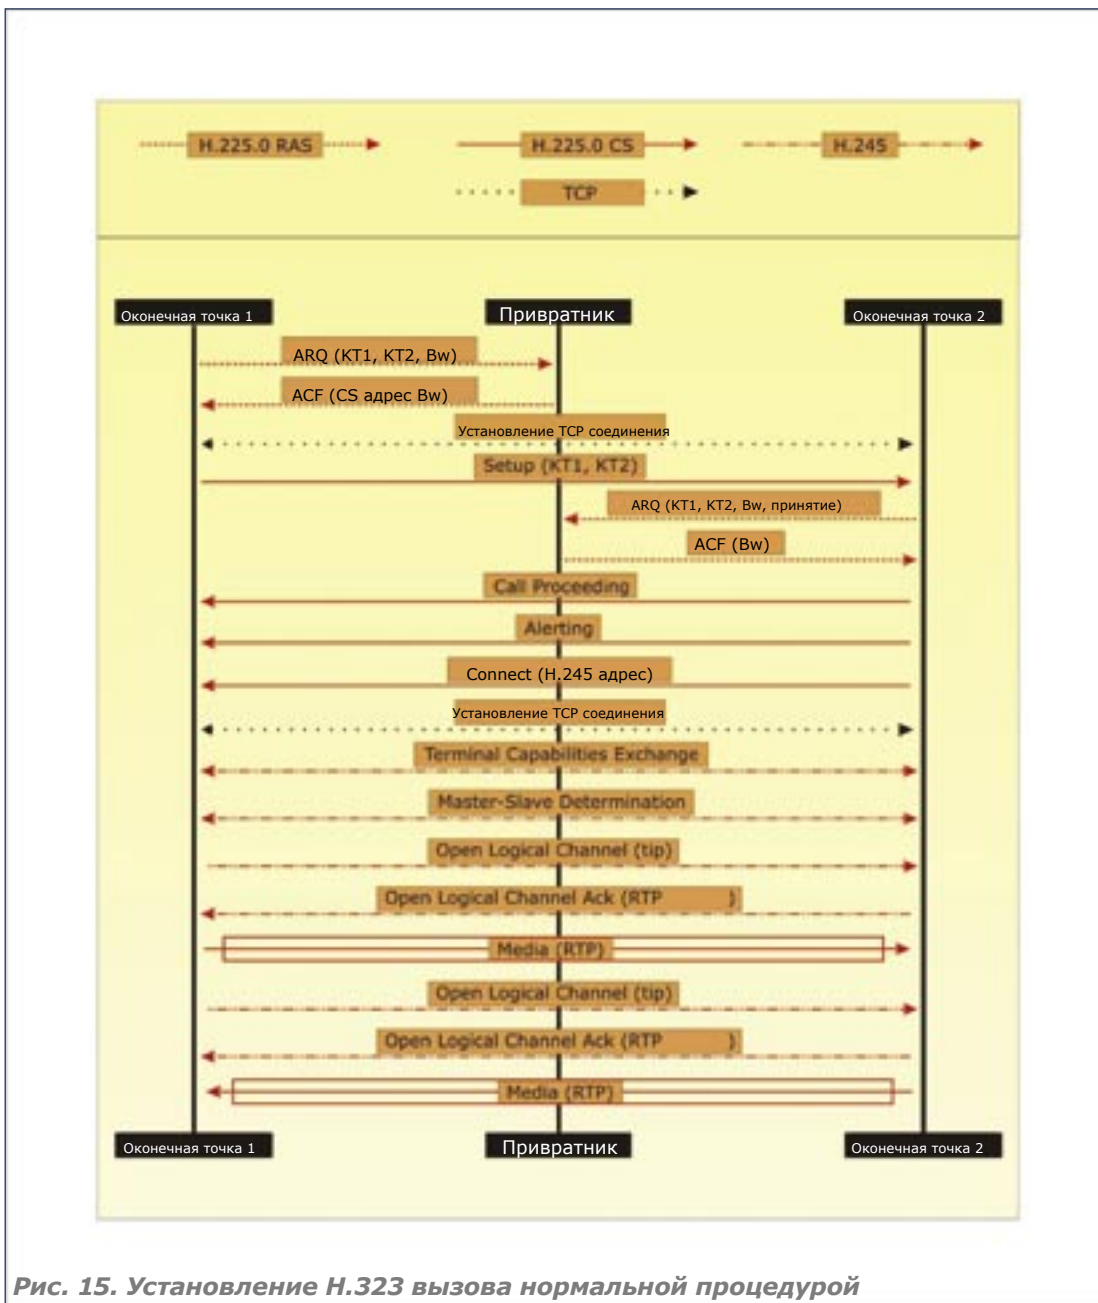 H.225.0 RAS
H.225.0 CS
H.245
TCP
Оконечная точка 1
Привратник
Оконечная точка 2
ARQ (КТ1, КТ2, Bw)
ACF (CS адрес Bw)
Установление TCP соединения
Setup (КТ1, КТ2)
ARQ (КТ1, КТ2, Bw, принятие)
ACF (Bw)
Call Proceeding
Alerting
Connect (H.245 адрес)
Установление TCP соединения
Terminal Capabilities Exchange
Master-Slave Determination
Open Logical Channel (tip)
Open Logical Channel Ack (RTP )
Media (RTP)
Open Logical Channel (tip)
Open Logical Channel Ack (RTP )
Media (RTP)
Оконечная точка 1
Привратник
Оконечная точка 2
Рис. 15. Установление H.323 вызова нормальной процедурой